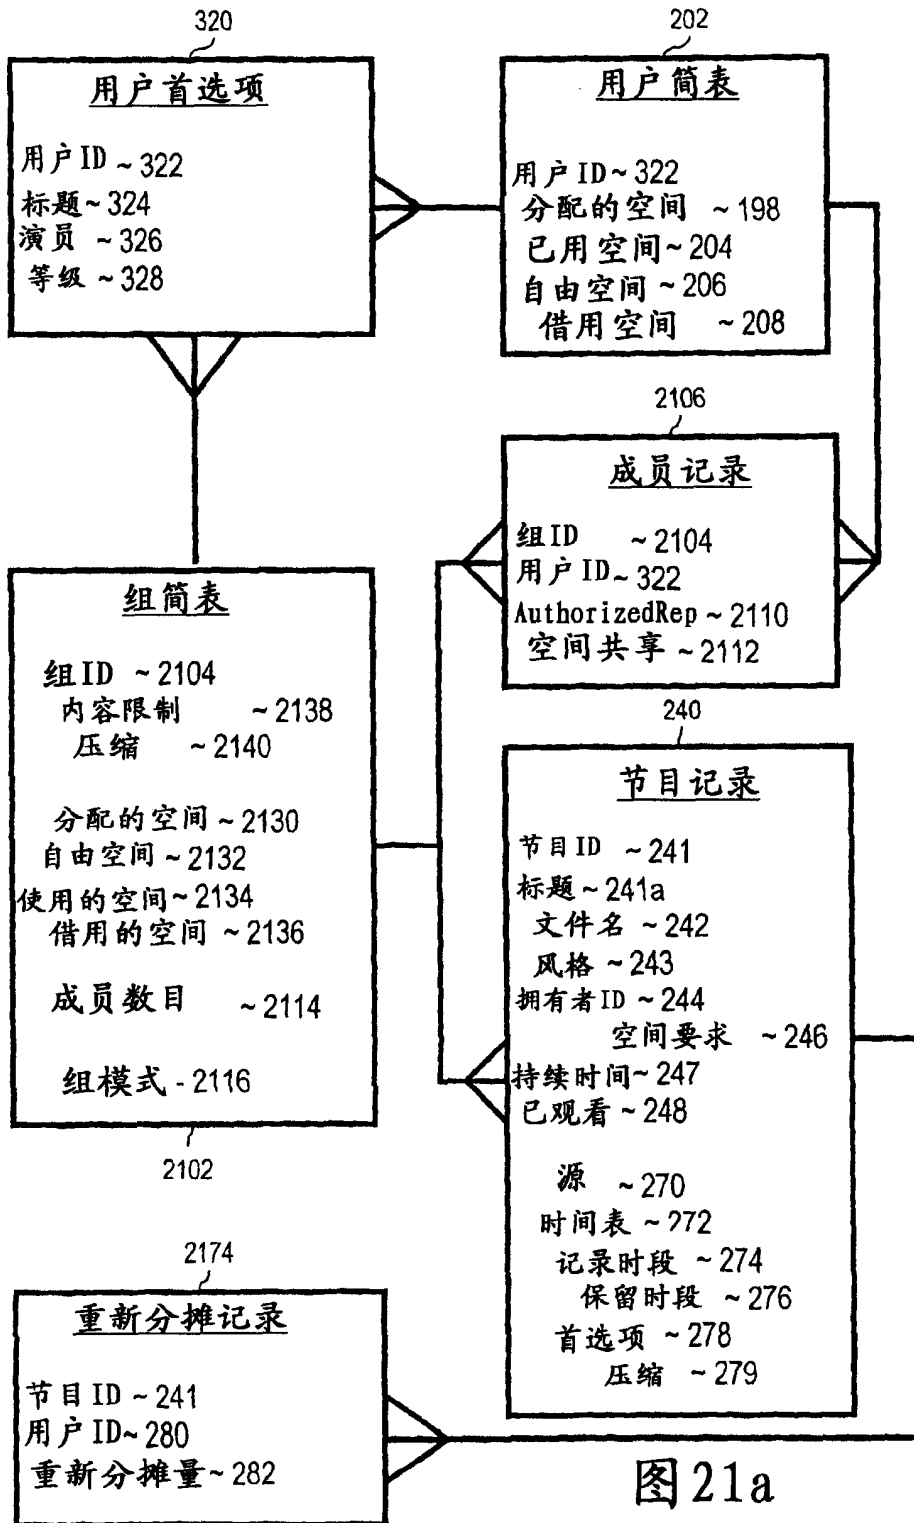 320
用户首选项
用户ID ~322
标题~324
演员 ~326
等级 ~328
202
用户简表
用户ID~322
分配的空间 ~198
已用空间~204
自由空间~206
借用空间 ~208
2106
成员记录
组ID ~2104
用户ID~322
AuthorizedRep~2110
空间共享~2112
组简表
组ID ~2104
内容限制 ~2138
压缩 ~2140
分配的空间~2130
自由空间~2132
使用的空间~2134
借用的空间~2136
成员数目 ~2114
组模式-2116
2102
240
节目记录
节目ID ~241
标题~241a
文件名~242
风格~243
拥有者ID~244
空间要求 ~246
持续时间~247
已观看~248
源 ~270
时间表~272
记录时段~274
保留时段~276
首选项~278
压缩~279
2174
重新分摊记录
节目ID~241
用户ID~280
重新分摊量~282
图21a